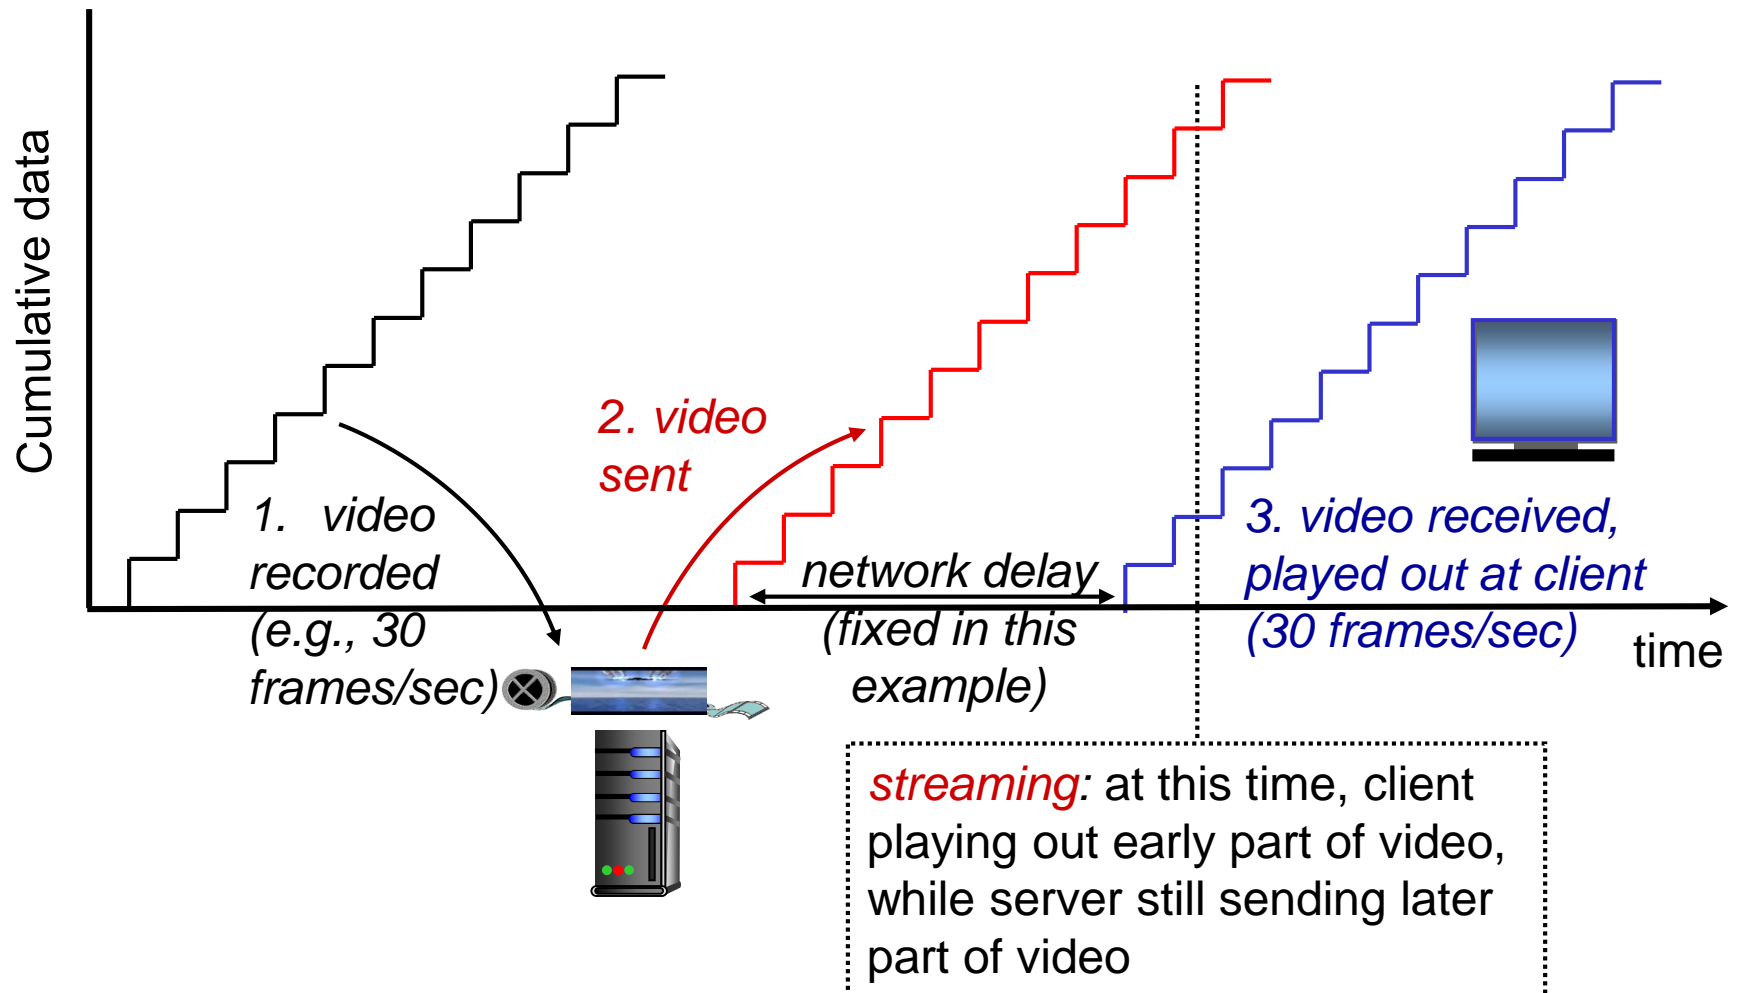 Cumulative data
1. video
recorded
(e.g., 30
frames/sec)
2. video
sent
network delay
(fixed in this
example)
3. video received,
played out at client
(30 frames/sec)
time
streaming: at this time, client
playing out early part of video,
while server still sending later
part of video